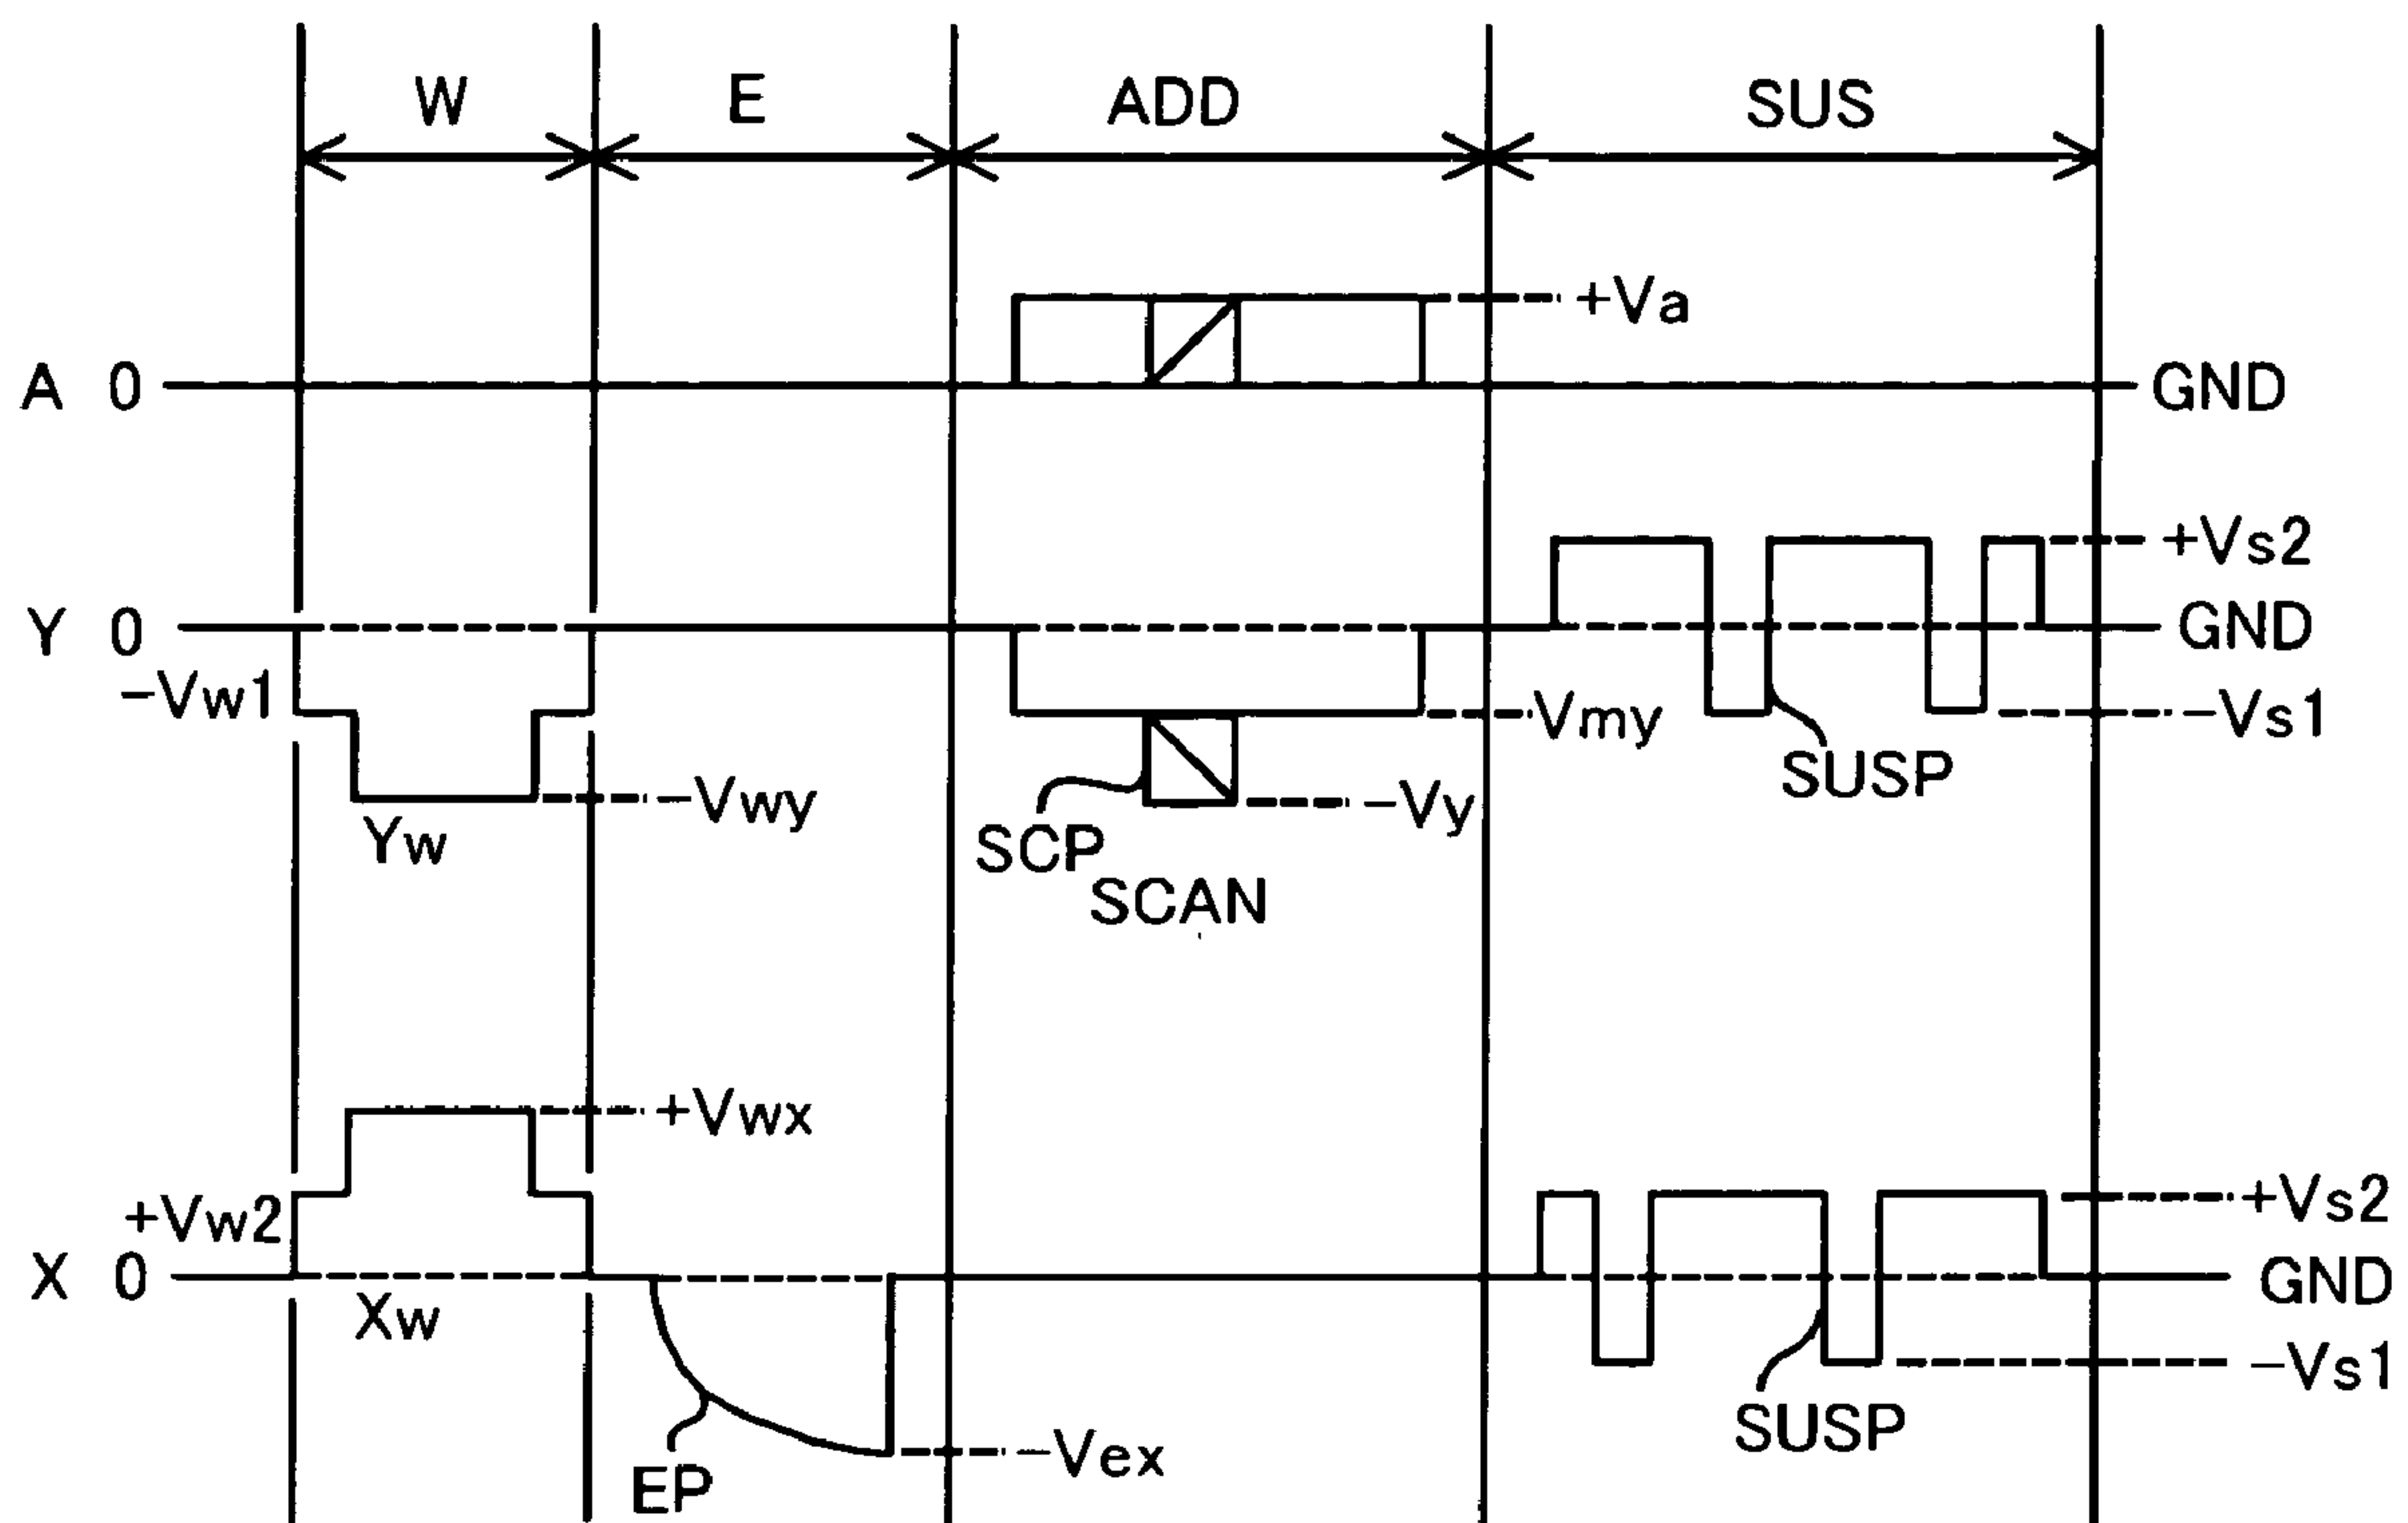 W E ADD SUS
+Va
A 0 GND
+Vs2
Y 0 GND
-Vw1 Vmy -Vs1
SUSP
-Vwy -Vy
Yw SCP
SCAN
+Vwx
+Vw2 +Vs2
X 0 GND
Xw
-Vs1
SUSP
-Vex
EP